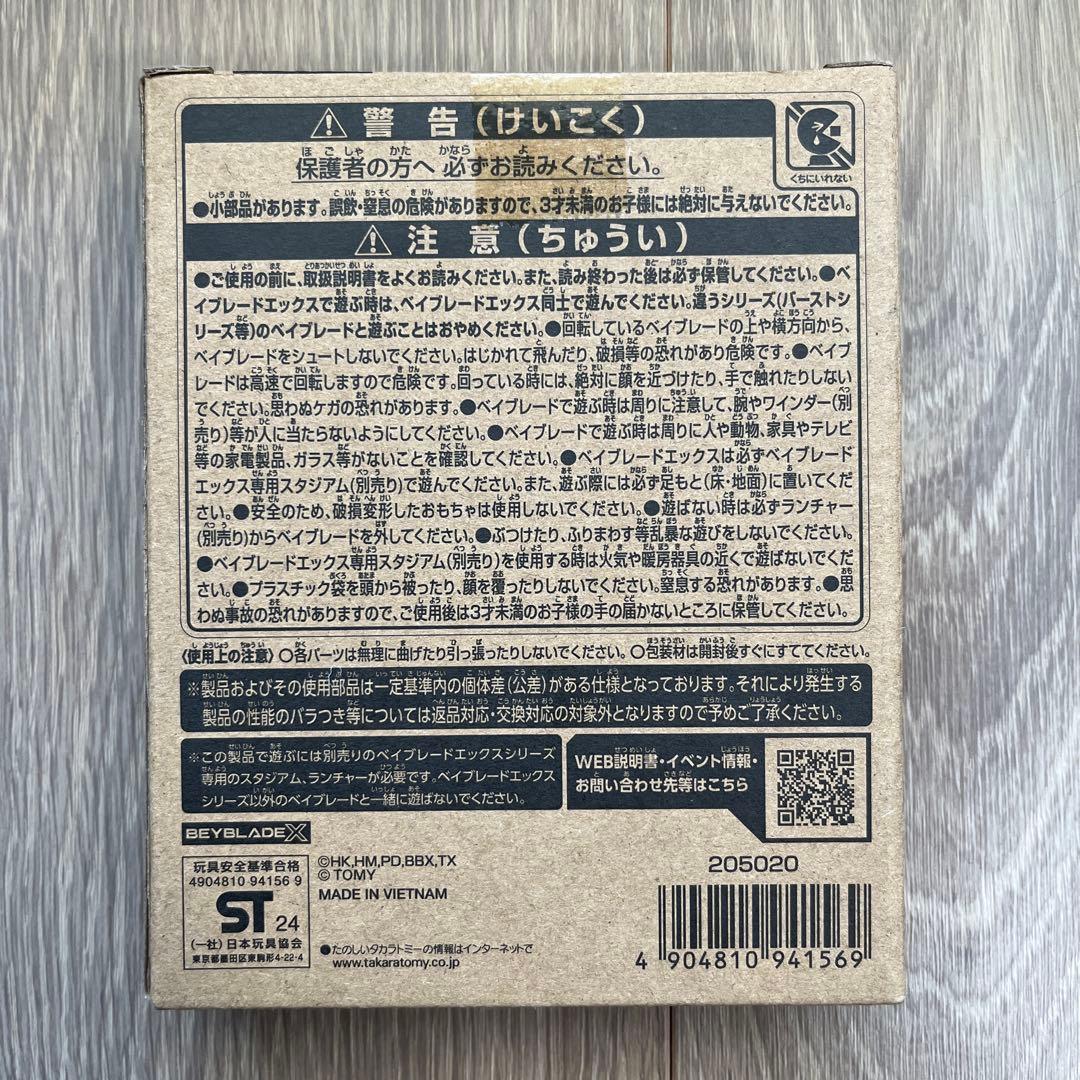 警告(けいこく)
くちにいれない
保護者の方へ 必ずお読みください。
●小部品があります。誤飲・窒息の危険がありますので、3才未満のお子様には絶対に与えないでください。
注意(ちゅうい)
●ご使用の前に、取扱説明書をよくお読みください。また、読み終わった後は必ず保管してください。●ベ
イブレードエックスで遊ぶ時は、ベイブレードエックス同士で遊んでください。違うシリーズ(バーストシ
リーズ等)のベイブレードと遊ぶことはおやめください。●回転しているベイブレードの上や横方向から、
ベイブレードをシュートしないでください。はじかれて飛んだり、破損等の恐れがあり危険です。●ベイブ
レードは高速で回転しますので危険です。回っている時には、絶対に顔を近づけたり、手で触れたりしない
でください。思わぬケガの恐れがあります。●ベイブレードで遊ぶ時は周りに注意して、腕やワインダー(別
売り)等が人に当たらないようにしてください。●ベイブレードで遊ぶ時は周りに人や動物、家具やテレビ
等の家電製品、ガラス等がないことを確認してください。●ベイブレードエックスは必ずベイブレード
エックス専用スタジアム(別売り)で遊んでください。また、遊ぶ際には必ず足もと(床・地面)に置いてくだ
さい。●安全のため、破損変形したおもちゃは使用しないでください。●遊ばない時は必ずランチャー
(別売り)からベイブレードを外してください。●ぶつけたり、ふりまわす等乱暴な遊びをしないでください。
●ベイブレードエックス専用スタジアム(別売り)を使用する時は火気や暖房器具の近くで遊ばないでくだ
さい。●プラスチック袋を頭から被ったり、顔を覆ったりしないでください。窒息する恐れがあります。●思
わぬ事故の恐れがありますので、ご使用後は3才未満のお子様の手の届かないところに保管してください。
〈使用上の注意〉○各パーツは無理に曲げたり引っ張ったりしないでください。○包装材は開封後すぐにすててください。
※製品およびその使用部品は一定基準内の個体差(公差)がある仕様となっております。それにより発生する
製品の性能のバラつき等については返品対応・交換対応の対象外となりますので予めご了承ください。
※この製品で遊ぶには別売りのベイブレードエックスシリーズ
専用のスタジアム、ランチャーが必要です。ベイブレードエックス
シリーズ以外のベイブレードと一緒に遊ばないでください。
WEB説明書・イベント情報・
お問い合わせ先等はこちら
BEYBLADE X
玩具安全基準合格
4904810 94156 9
ST 24
(一社)日本玩具協会
東京都墨田区東駒形4-22-4
©HK,HM,PD,BBX,TX
© TOMY
MADE IN VIETNAM
●たのしいタカラトミーの情報はインターネットで
www.takaratomy.co.jp
205020
4 904810 941569